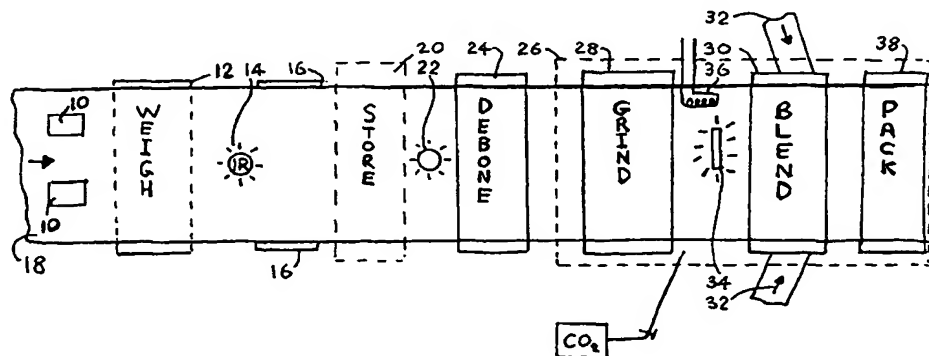 32
20
24
26
28
30
38
12
14
16
22
36
10
WEIGH
IR
STORE
DEBONE
GRIND
BLEND
PACK
10
18
16
34
32
CO₂